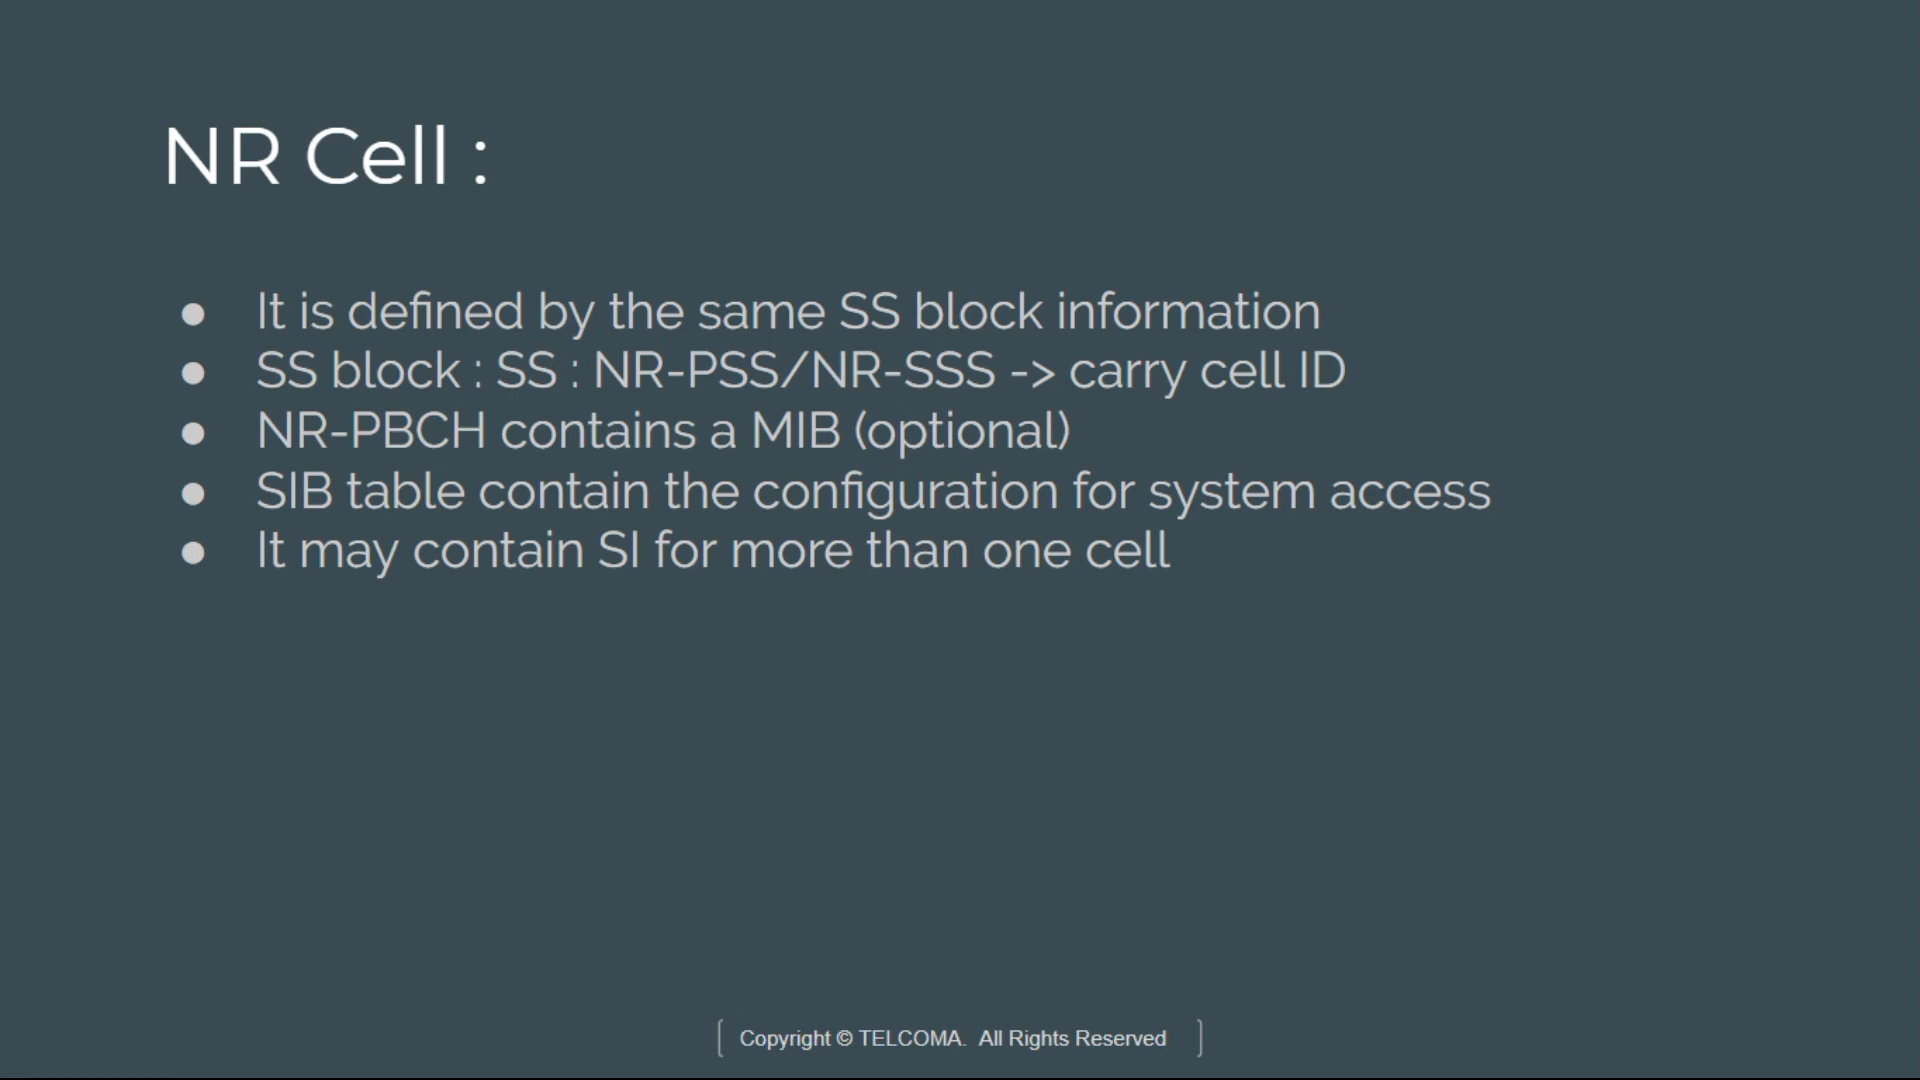 NR Cell :
● It is defined by the same SS block information
● SS block : SS : NR-PSS/NR-SSS -> carry cell ID
● NR-PBCH contains a MIB (optional)
● SIB table contain the configuration for system access
● It may contain SI for more than one cell
Copyright © TELCOMA. All Rights Reserved